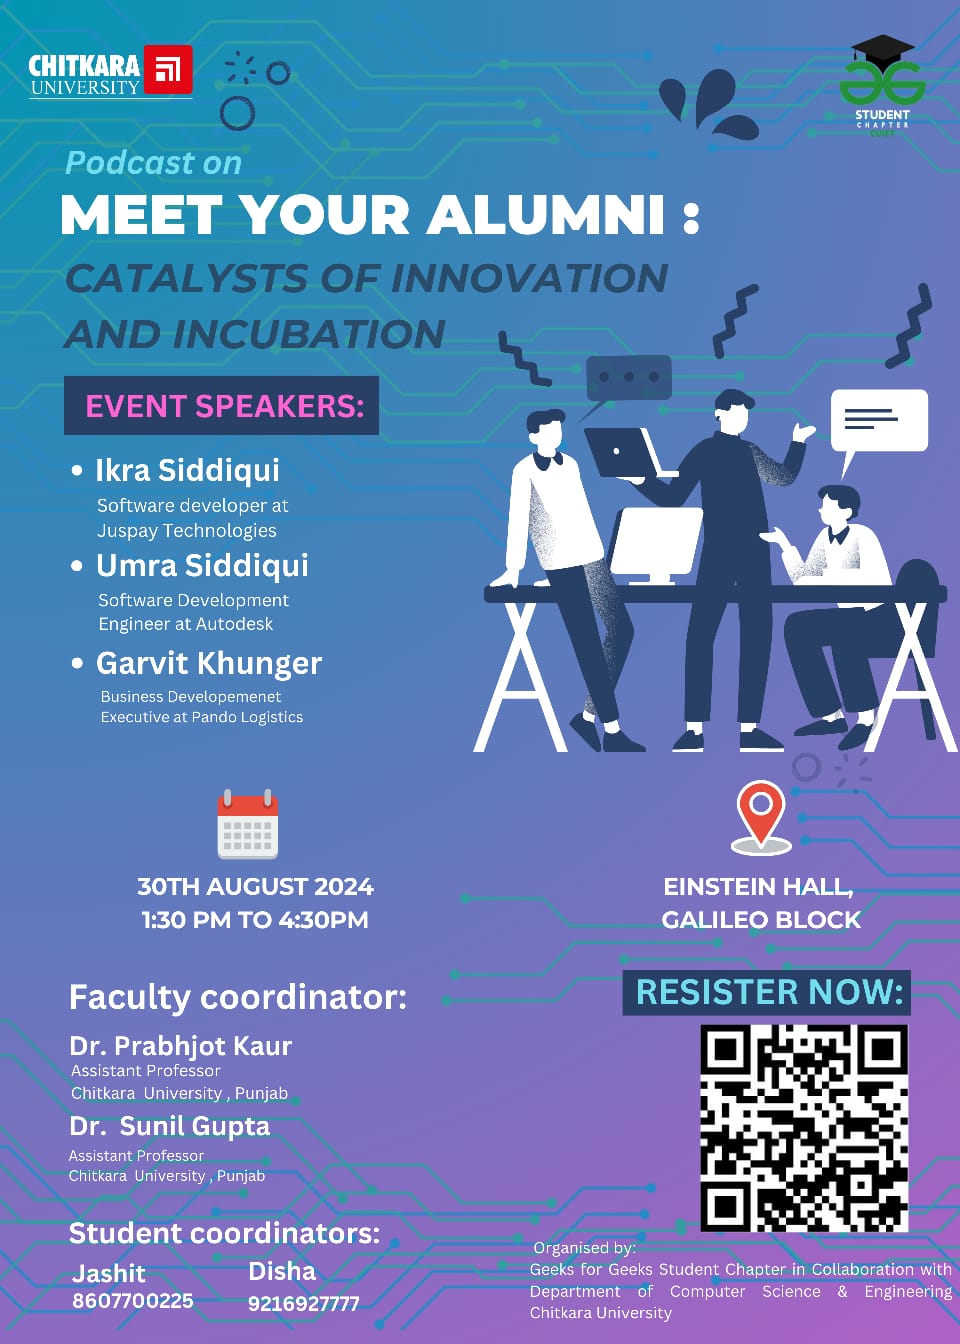 CHITKARA
UNIVERSITY
STUDENT
CHAPTER
CUIET
Podcast on
MEET YOUR ALUMNI :
CATALYSTS OF INNOVATION
AND INCUBATION
EVENT SPEAKERS:
• Ikra Siddiqui
Software developer at
Juspay Technologies
• Umra Siddiqui
Software Development
Engineer at Autodesk
• Garvit Khunger
Business Developemenet
Executive at Pando Logistics
30TH AUGUST 2024
1:30 PM TO 4:30PM
EINSTEIN HALL,
GALILEO BLOCK
Faculty coordinator:
Dr. Prabhjot Kaur
Assistant Professor
Chitkara University , Punjab
Dr. Sunil Gupta
Assistant Professor
Chitkara University , Punjab
Student coordinators:
Jashit
8607700225
Disha
9216927777
RESISTER NOW:
Organised by:
Geeks for Geeks Student Chapter in Collaboration with
Department of Computer Science & Engineering
Chitkara University